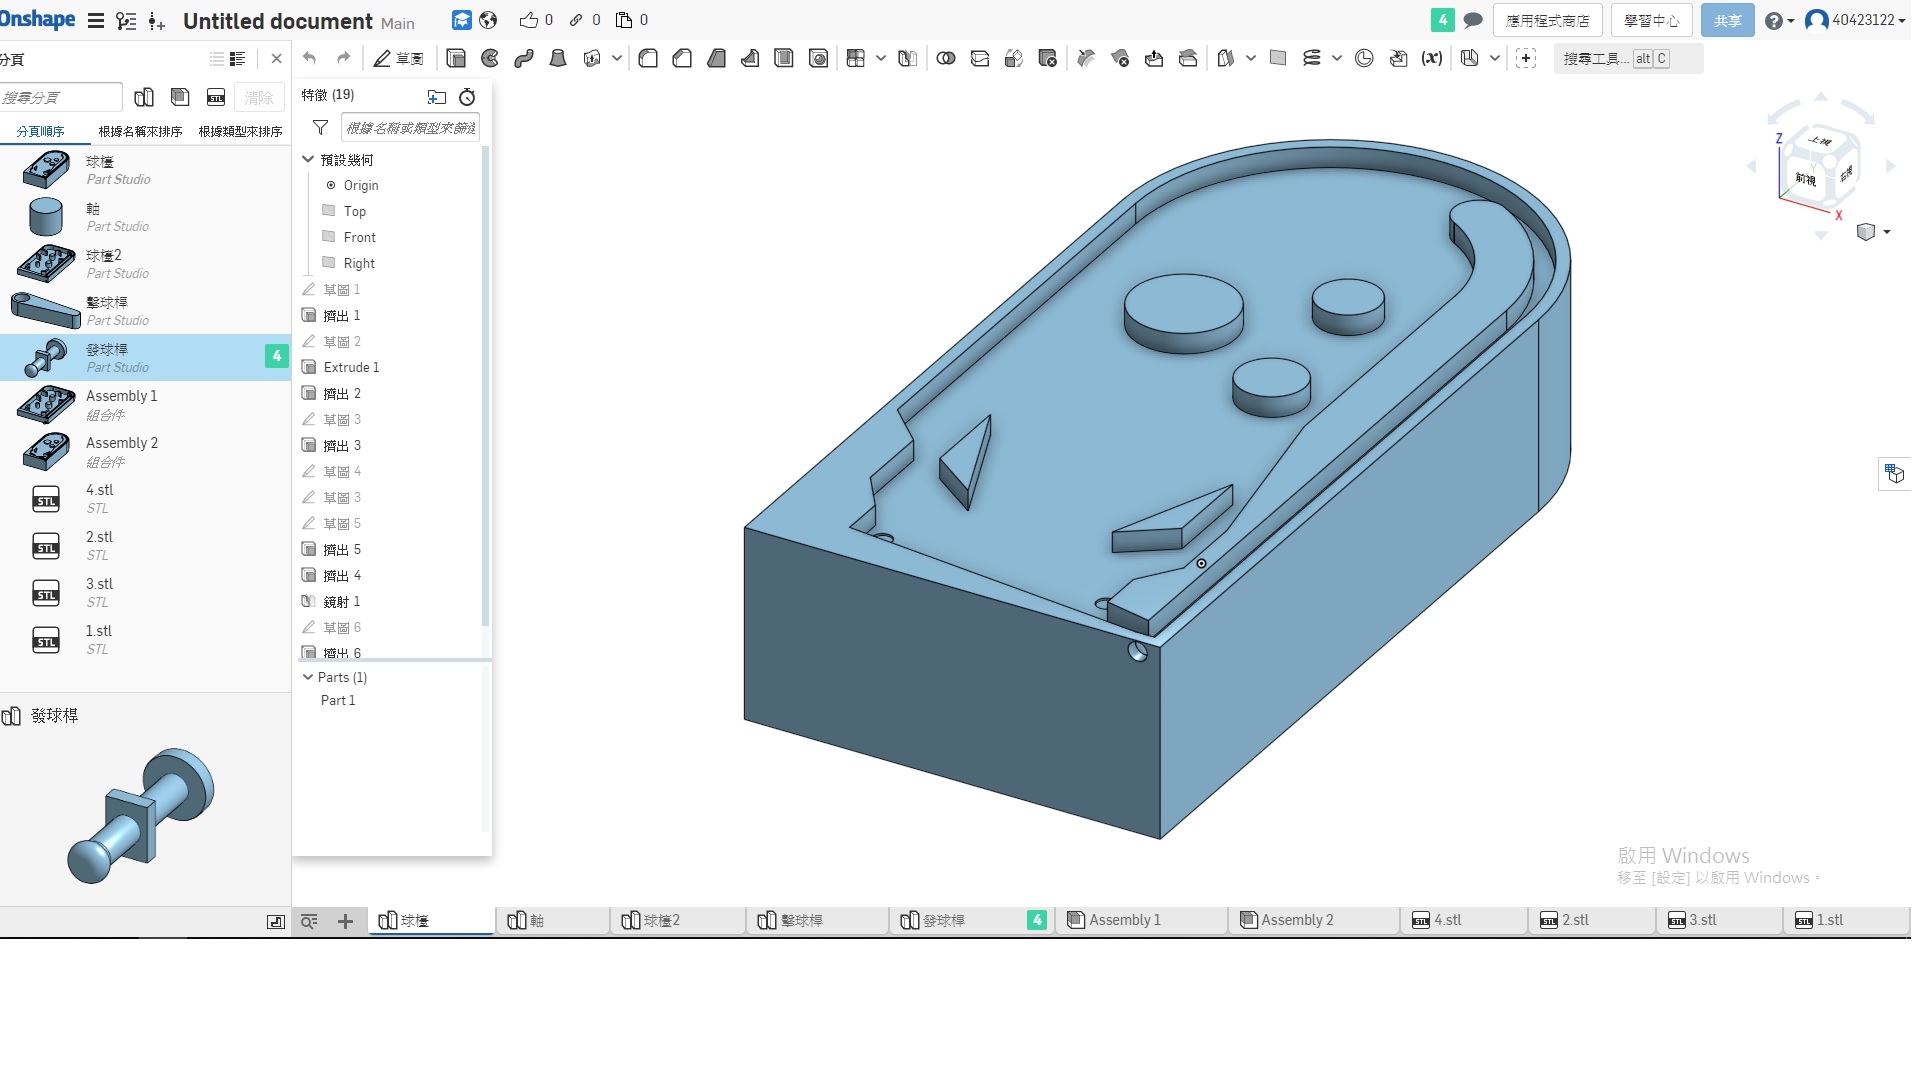 Onshape
Untitled document Main
0 0 0
4 應用程式商店 學習中心 共享 40423122
分頁
草圖
搜尋工具... alt C
搜尋分頁
清除
分頁順序 根據名稱來排序 根據類型來排序
球檯
Part Studio
軸
Part Studio
球檯2
Part Studio
擊球桿
Part Studio
發球桿
Part Studio
4
Assembly 1
組合件
Assembly 2
組合件
4.stl
STL
2.stl
STL
3.stl
STL
1.stl
STL
發球桿
特徵 (19)
根據名稱或類型來篩選
預設幾何
Origin
Top
Front
Right
草圖 1
擠出 1
草圖 2
Extrude 1
擠出 2
草圖 3
擠出 3
草圖 4
草圖 3
草圖 5
擠出 5
擠出 4
鏡射 1
草圖 6
擠出 6
Parts (1)
Part 1
Z
上視
前視
右視
Y
X
啟用 Windows
移至 [設定] 以啟用 Windows。
球檯 軸 球檯2 擊球桿 發球桿 4 Assembly 1 Assembly 2 STL 4.stl STL 2.stl STL 3.stl STL 1.stl